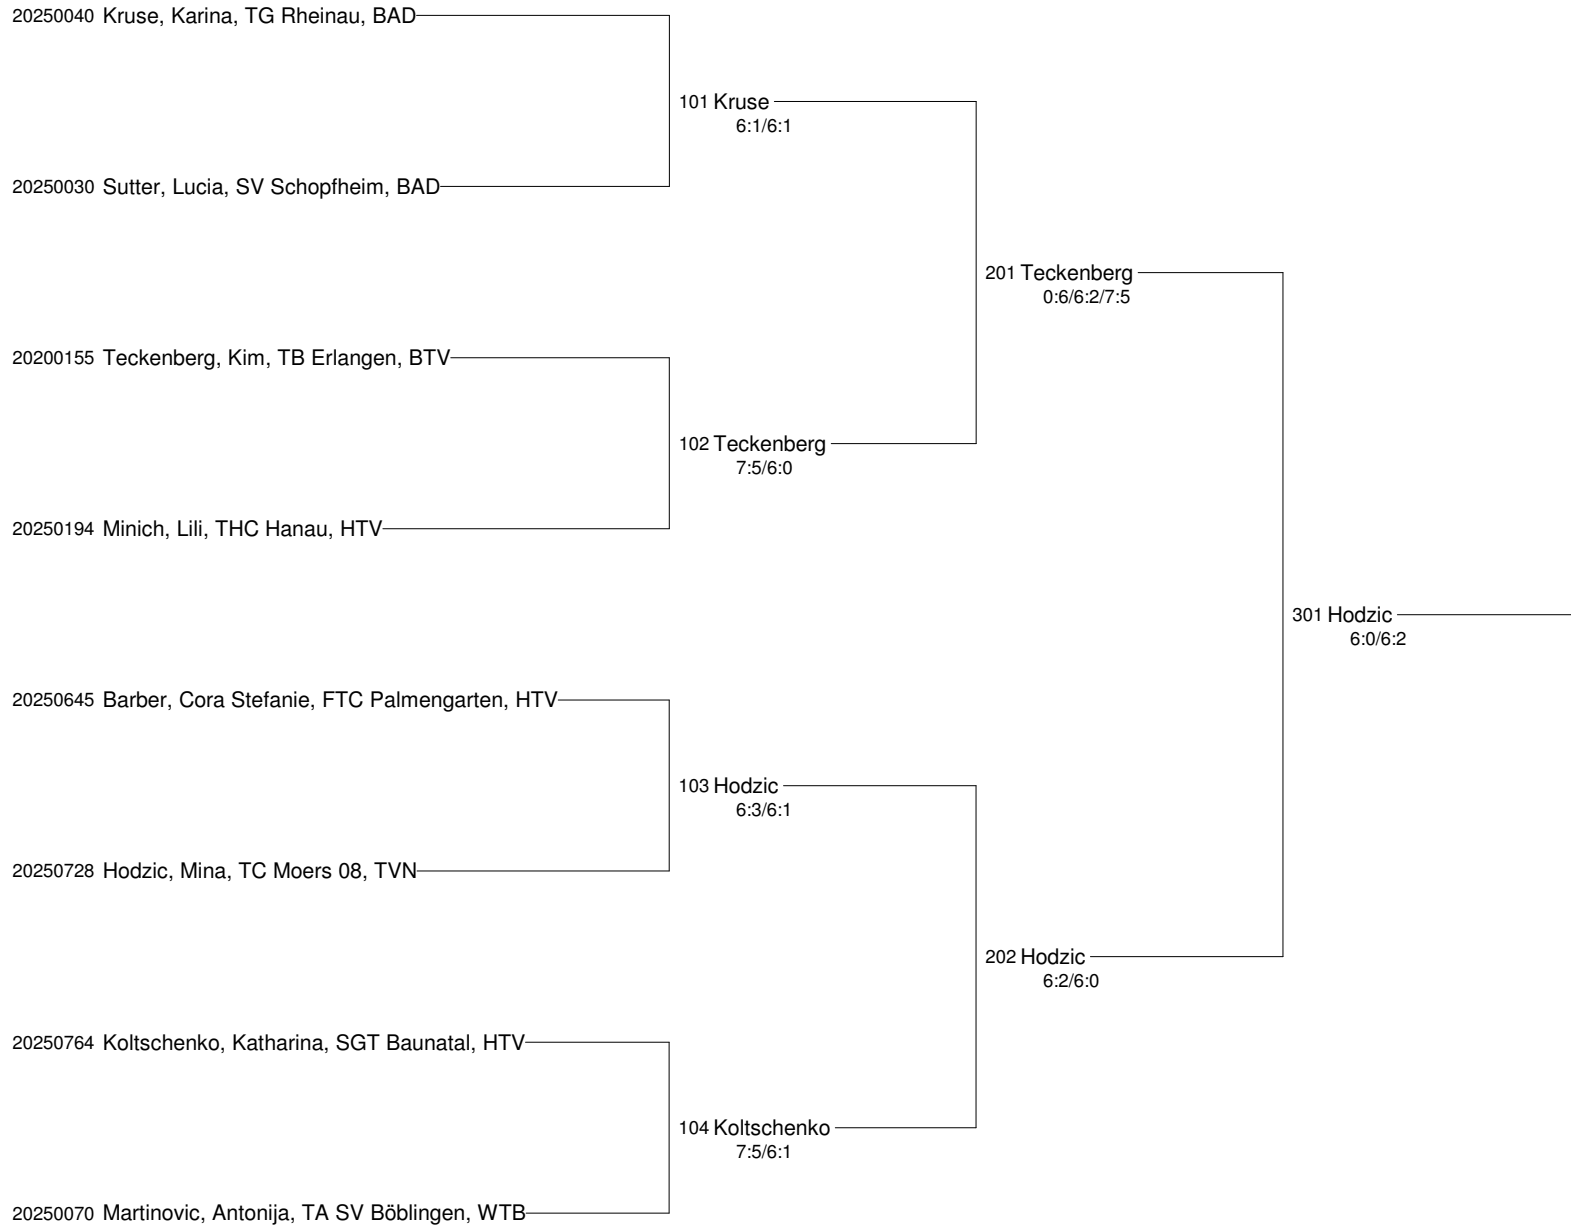 20250040 Kruse, Karina, TG Rheinau, BAD
101 Kruse
6:1/6:1
20250030 Sutter, Lucia, SV Schopfheim, BAD
201 Teckenberg
0:6/6:2/7:5
20200155 Teckenberg, Kim, TB Erlangen, BTV
102 Teckenberg
7:5/6:0
20250194 Minich, Lili, THC Hanau, HTV
301 Hodzic
6:0/6:2
20250645 Barber, Cora Stefanie, FTC Palmengarten, HTV
103 Hodzic
6:3/6:1
20250728 Hodzic, Mina, TC Moers 08, TVN
202 Hodzic
6:2/6:0
20250764 Koltschenko, Katharina, SGT Baunatal, HTV
104 Koltschenko
7:5/6:1
20250070 Martinovic, Antonija, TA SV Böblingen, WTB